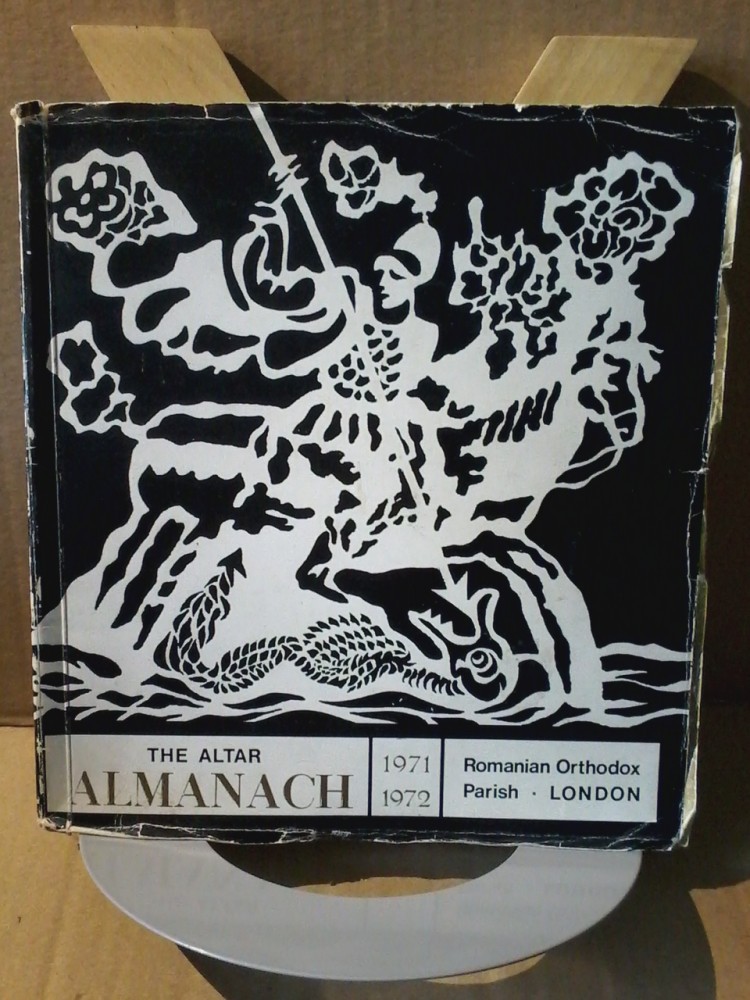 THE ALTAR
ALMANACH
1971
1972
Romanian Orthodox
Parish · LONDON